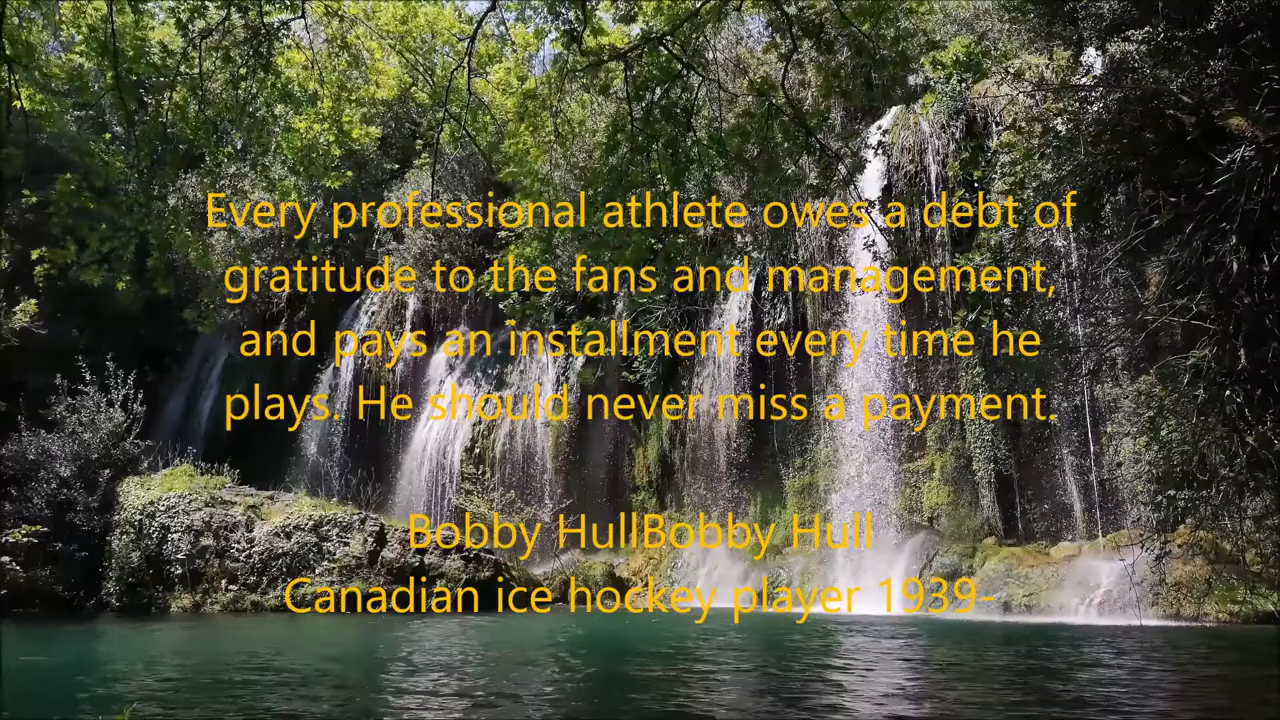 Every professional athlete owes a debt of
gratitude to the fans and management,
and pays an installment every time he
plays. He should never miss a payment.
Bobby HullBobby Hull
Canadian ice hockey player 1939-